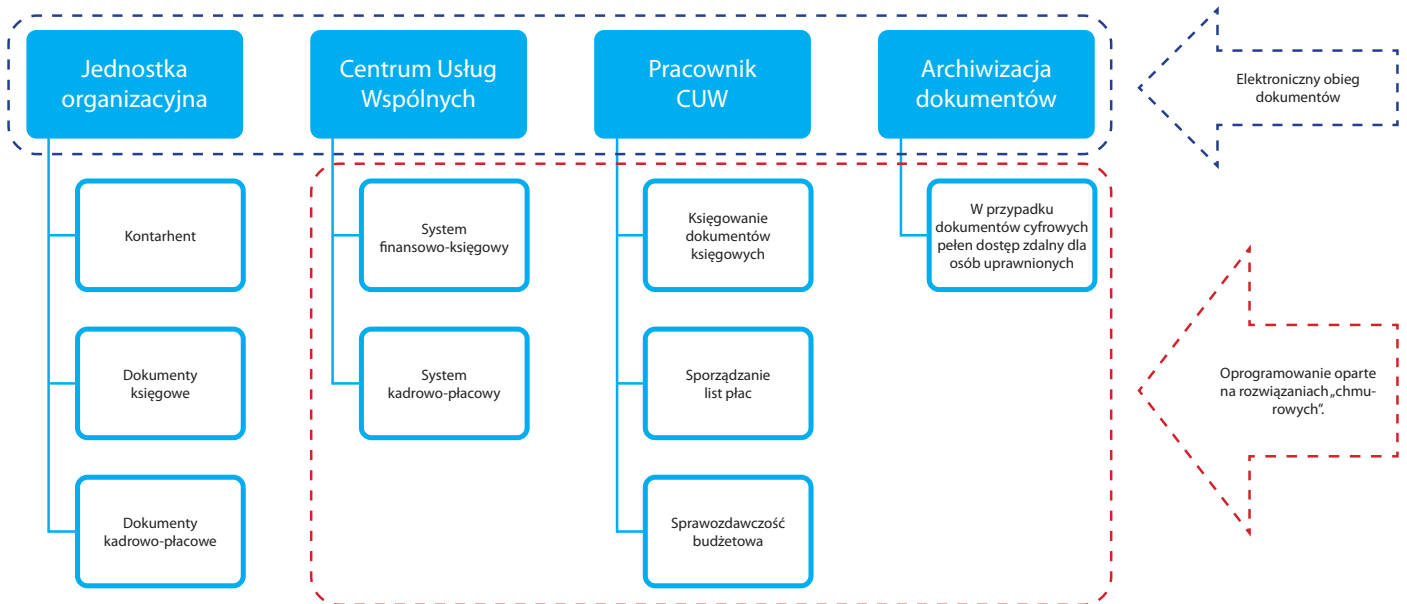 Jednostka
organizacyjna
Centrum Usług
Wspólnych
Pracownik
CUW
Archiwizacja
dokumentów
Elektroniczny obieg
dokumentów
Kontarhent
System
finansowo-księgowy
Księgowanie
dokumentów
księgowych
W przypadku
dokumentów cyfrowych
pełen dostęp zdalny dla
osób uprawnionych
Dokumenty
księgowe
System
kadrowo-płacowy
Sporządzanie
list płac
Oprogramowanie oparte
na rozwiązaniach „chmu-
rowych”.
Dokumenty
kadrowo-płacowe
Sprawozdawczość
budżetowa